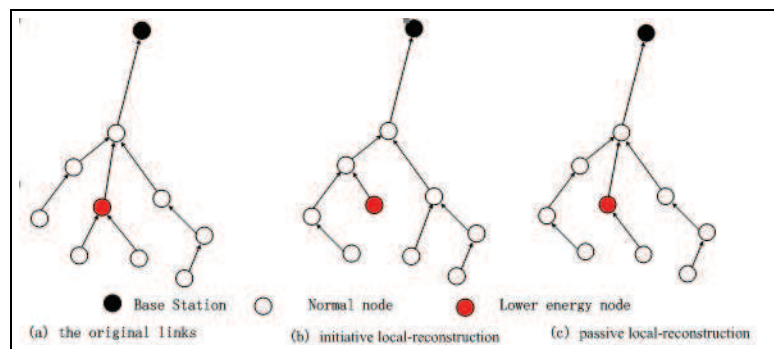 Base Station Normal node Lower energy node
(a) the original links (b) initiative local-reconstruction (c) passive local-reconstruction